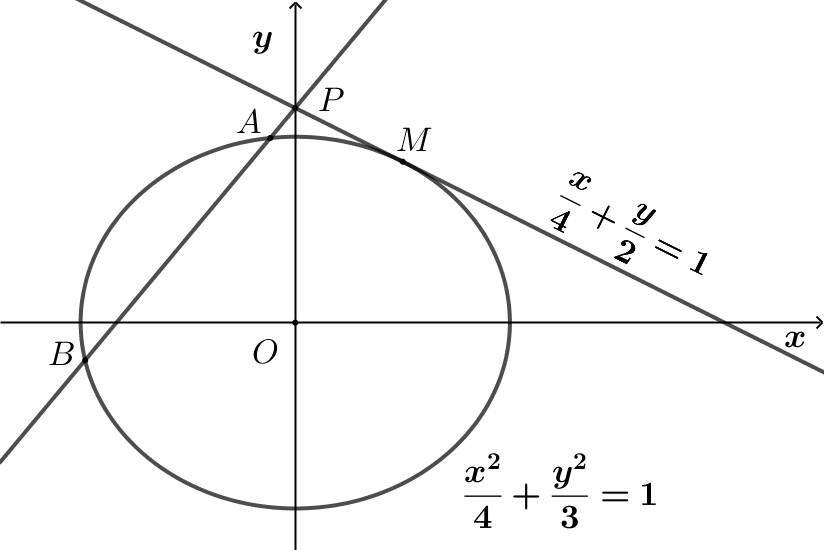 y
P
A
M
x/4 + y/2 = 1
x
B
O
x²/4 + y²/3 = 1